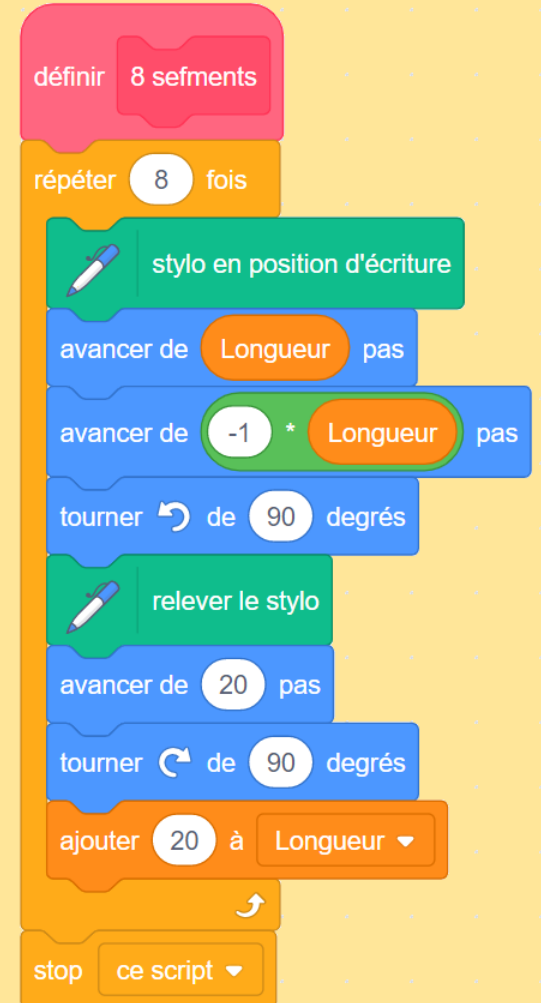 définir 8 sefments
répéter 8 fois
stylo en position d'écriture
avancer de Longueur pas
avancer de -1 * Longueur pas
tourner de 90 degrés
relever le stylo
avancer de 20 pas
tourner de 90 degrés
ajouter 20 à Longueur
stop ce script